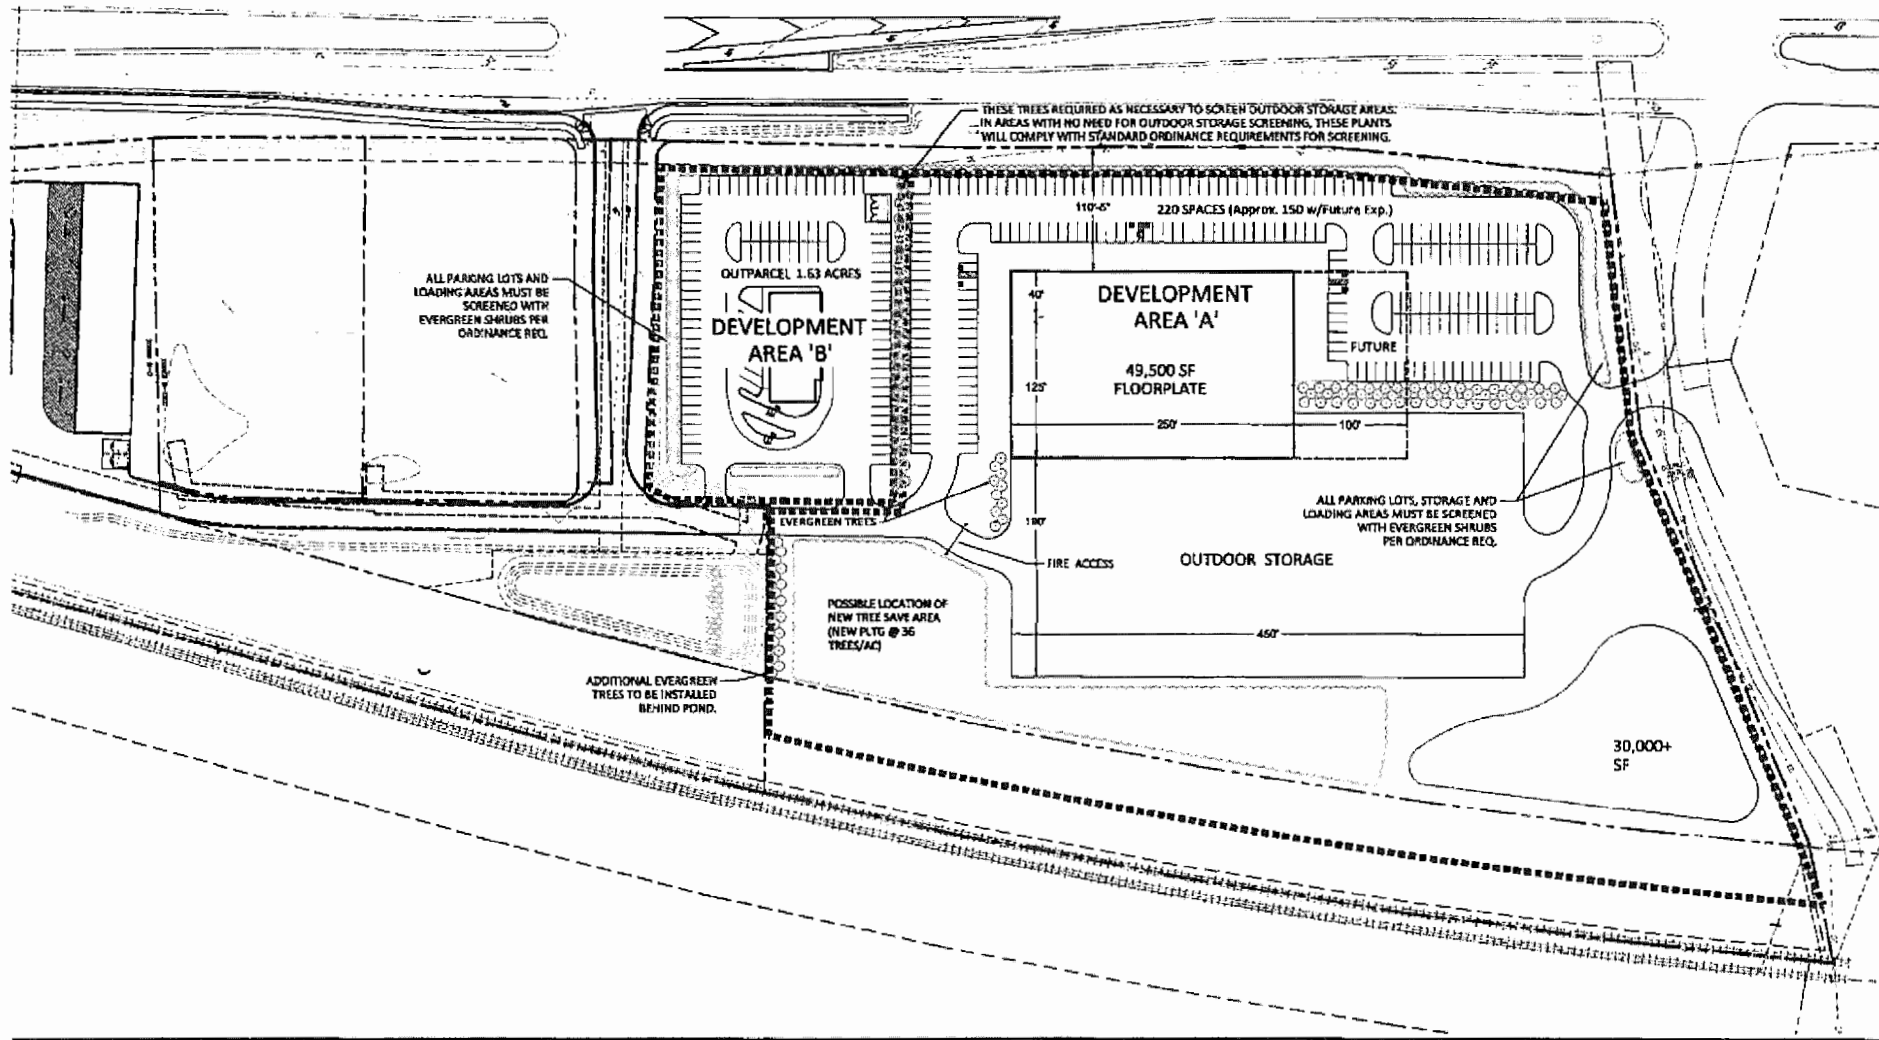 THESE TREES REQUIRED AS NECESSARY TO SCREEN OUTDOOR STORAGE AREAS.
IN AREAS WITH NO NEED FOR OUTDOOR STORAGE SCREENING, THESE PLANTS
WILL COMPLY WITH STANDARD ORDINANCE REQUIREMENTS FOR SCREENING.
110'-6"
220 SPACES (Approx. 150 w/Future Exp.)
ALL PARKING LOTS AND
LOADING AREAS MUST BE
SCREENED WITH
EVERGREEN SHRUBS PER
ORDINANCE REQ.
OUTPARCEL 1.63 ACRES
DEVELOPMENT
AREA 'B'
40'
DEVELOPMENT
AREA 'A'
49,500 SF
FLOORPLATE
FUTURE
125'
250'
100'
ALL PARKING LOTS, STORAGE AND
LOADING AREAS MUST BE SCREENED
WITH EVERGREEN SHRUBS
PER ORDINANCE REQ.
EVERGREEN TREES
190'
FIRE ACCESS
OUTDOOR STORAGE
POSSIBLE LOCATION OF
NEW TREE SAVE AREA
(NEW PLTG @ 36
TREES/AC)
450'
ADDITIONAL EVERGREEN
TREES TO BE INSTALLED
BEHIND POND.
30,000+
SF